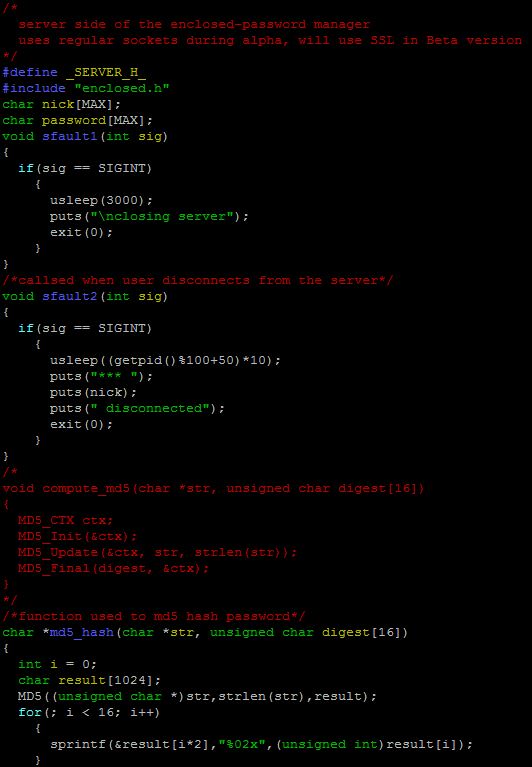 /*
  server side of the enclosed-password manager
  uses regular sockets during alpha, will use SSL in Beta version
*/
#define _SERVER_H_
#include "enclosed.h"
char nick[MAX];
char password[MAX];
void sfault1(int sig)
{
  if(sig == SIGINT)
    {
      usleep(3000);
      puts("\nclosing server");
      exit(0);
    }
}
/*callsed when user disconnects from the server*/
void sfault2(int sig)
{
  if(sig == SIGINT)
    {
      usleep((getpid()%100+50)*10);
      puts("*** ");
      puts(nick);
      puts(" disconnected");
      exit(0);
    }
}
/*
void compute_md5(char *str, unsigned char digest[16])
{
  MD5_CTX ctx;
  MD5_Init(&ctx);
  MD5_Update(&ctx, str, strlen(str));
  MD5_Final(digest, &ctx);
}
*/
/*function used to md5 hash password*/
char *md5_hash(char *str, unsigned char digest[16])
{
  int i = 0;
  char result[1024];
  MD5((unsigned char *)str,strlen(str),result);
  for(; i < 16; i++)
    {
      sprintf(&result[i*2],"%02x",(unsigned int)result[i]);
    }